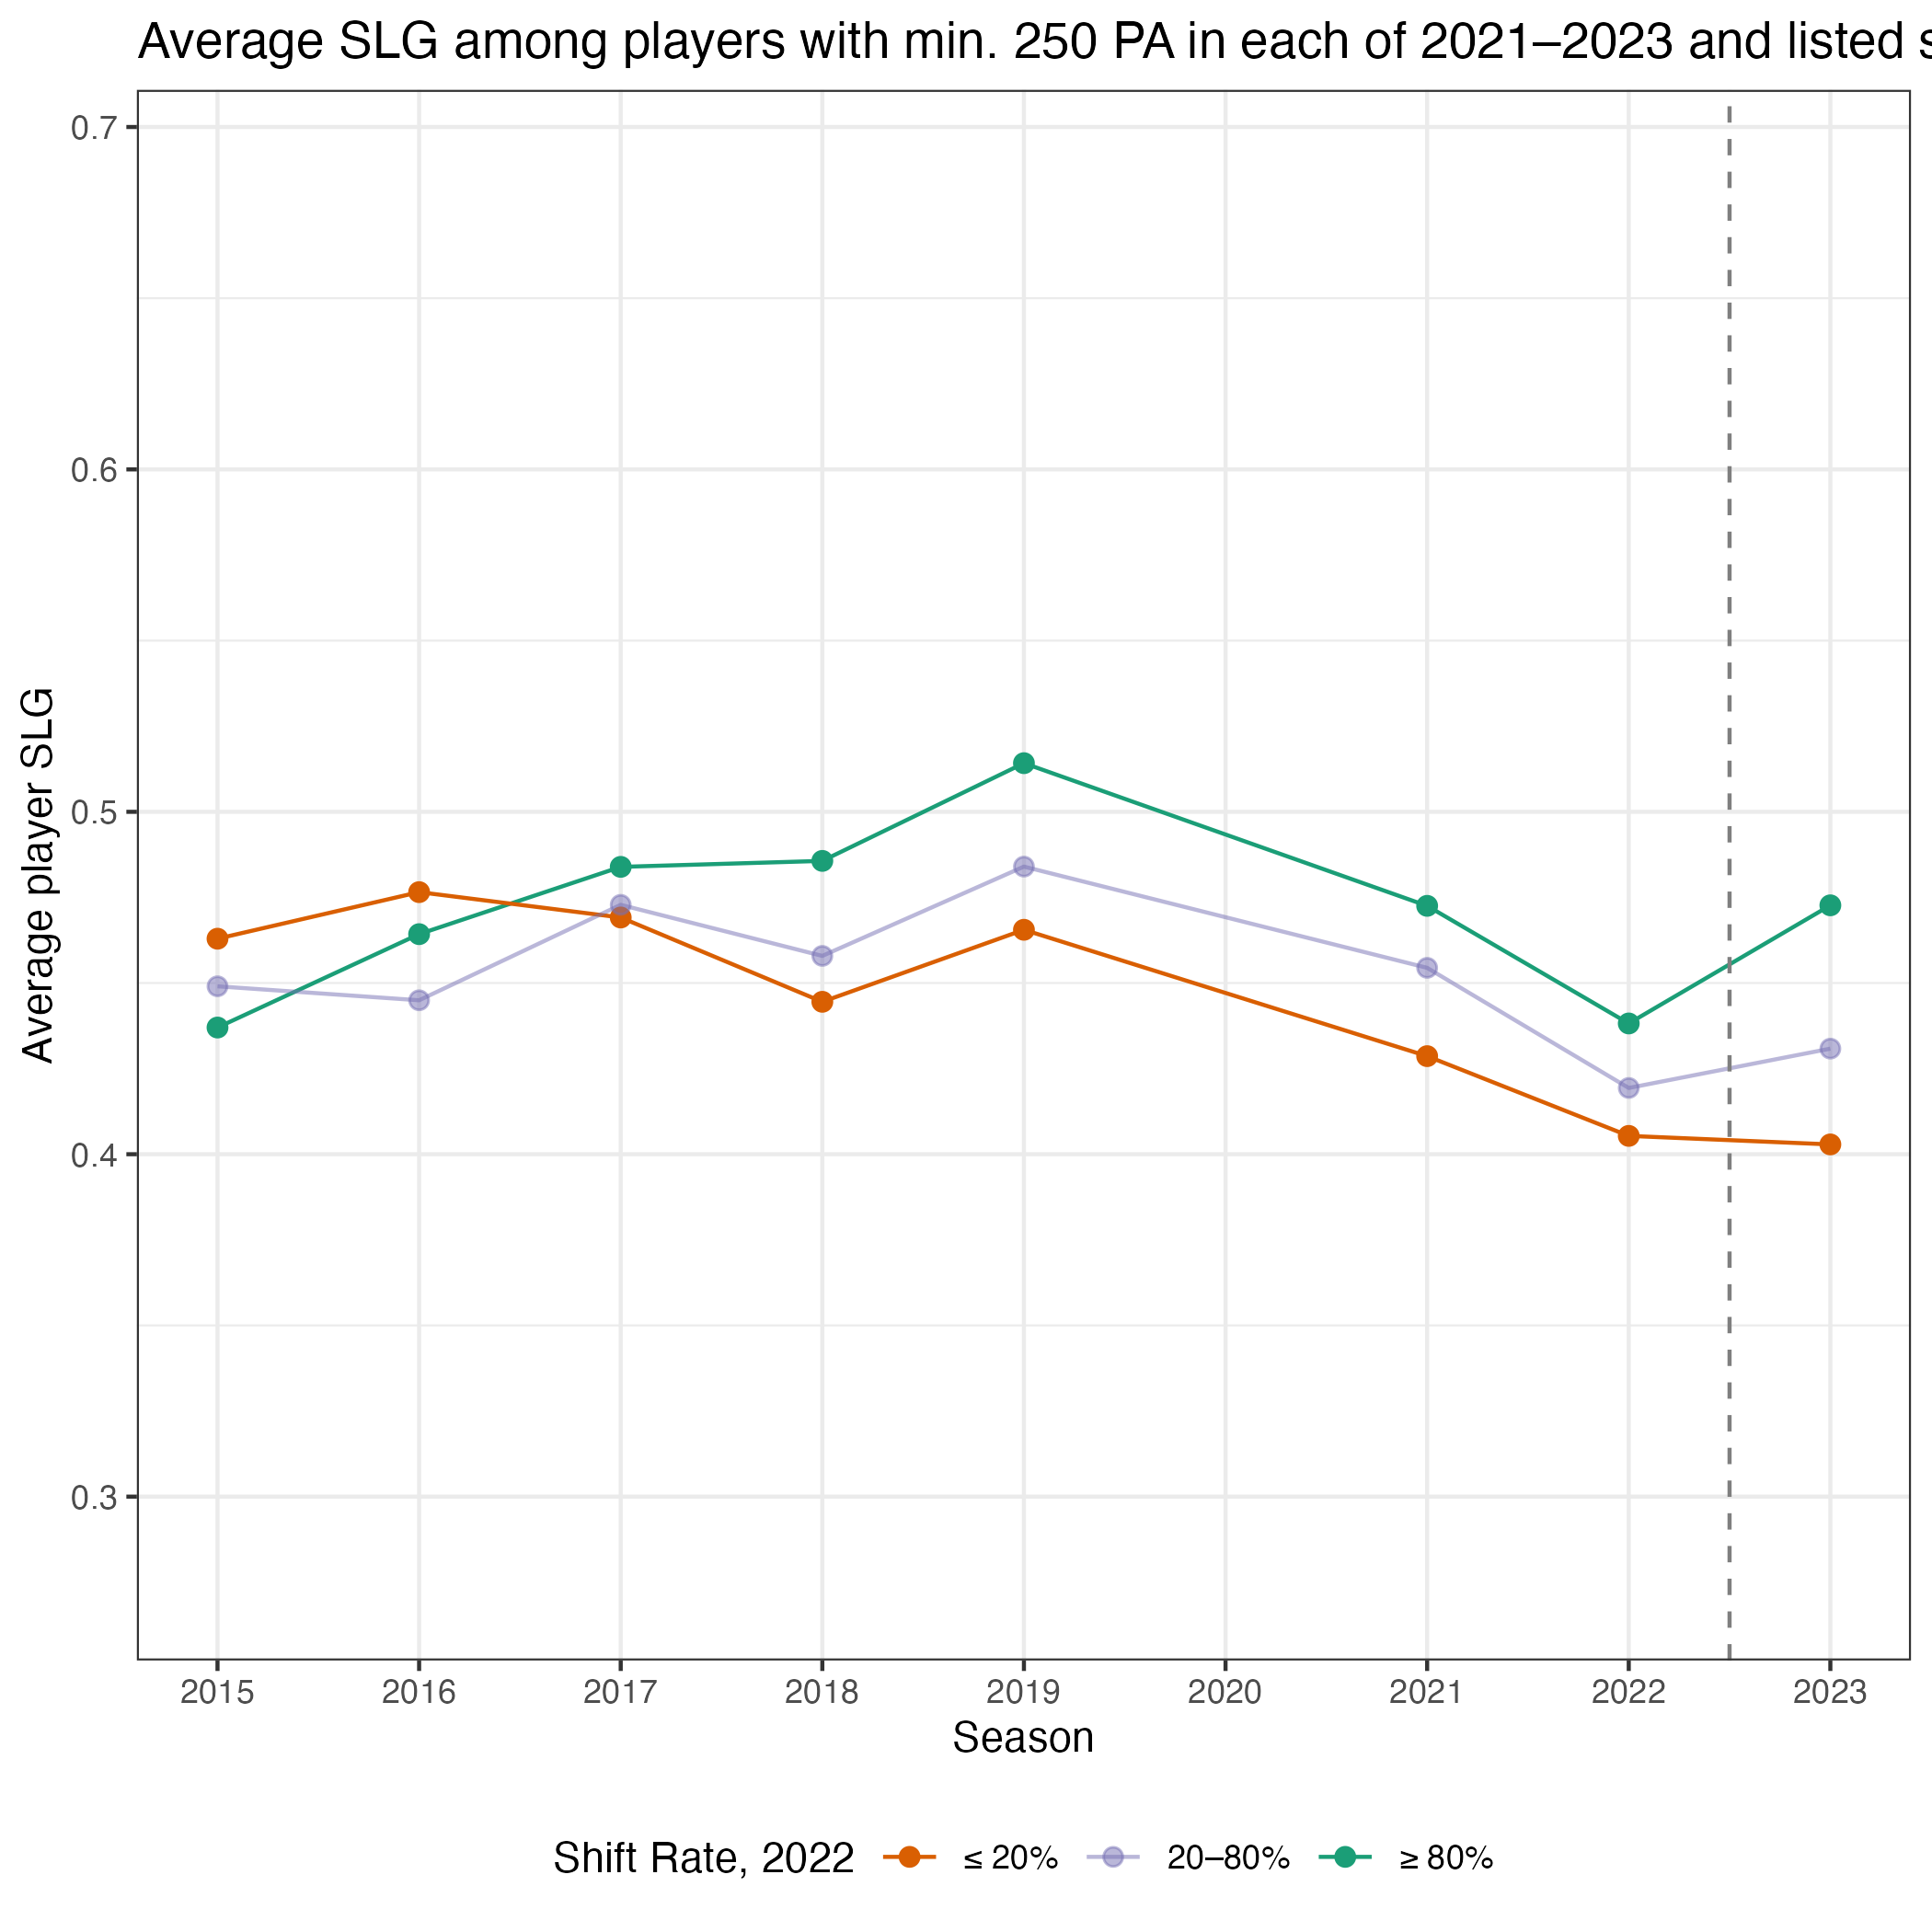 Average SLG among players with min. 250 PA in each of 2021–2023 and listed
0.7
0.6
0.5
0.4
0.3
Average player SLG
2015 2016 2017 2018 2019 2020 2021 2022 2023
Season
Shift Rate, 2022 ≤ 20% 20–80% ≥ 80%